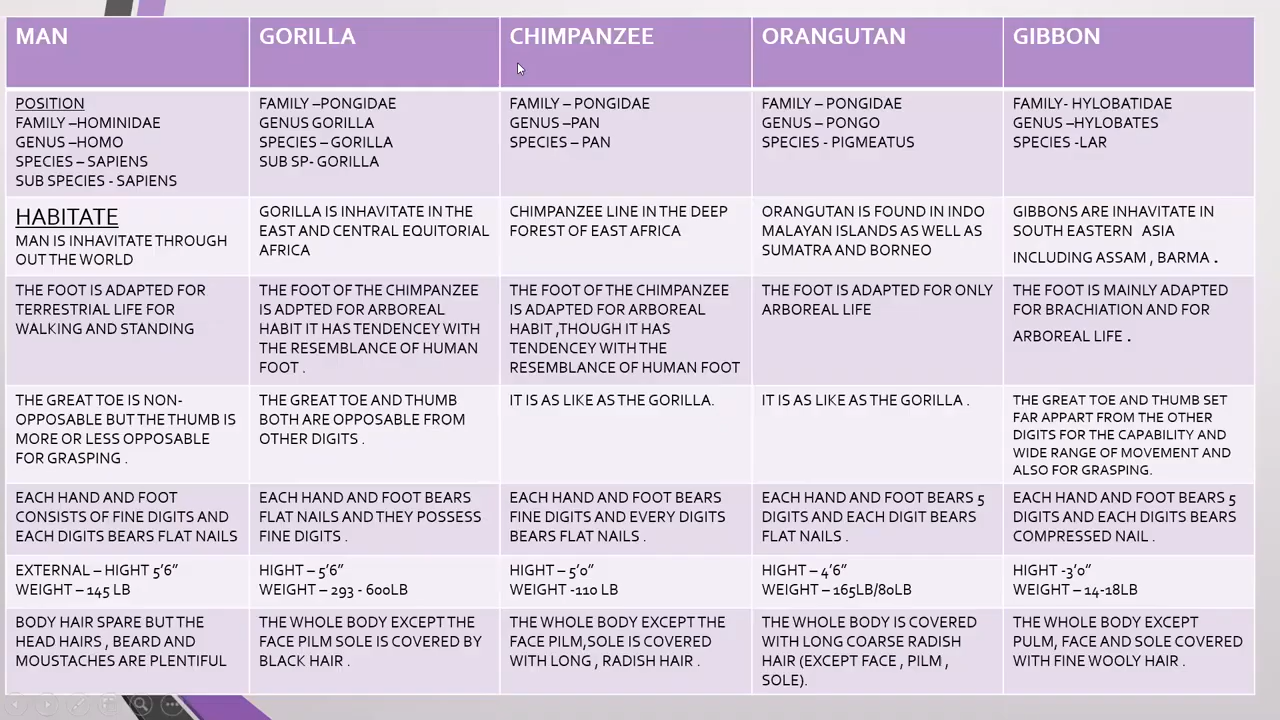 MAN
GORILLA
CHIMPANZEE
ORANGUTAN
GIBBON
POSITION
FAMILY –HOMINIDAE
GENUS –HOMO
SPECIES – SAPIENS
SUB SPECIES - SAPIENS
FAMILY –PONGIDAE
GENUS GORILLA
SPECIES – GORILLA
SUB SP- GORILLA
FAMILY – PONGIDAE
GENUS –PAN
SPECIES – PAN
FAMILY – PONGIDAE
GENUS – PONGO
SPECIES - PIGMEATUS
FAMILY- HYLOBATIDAE
GENUS –HYLOBATES
SPECIES -LAR
HABITATE
MAN IS INHAVITATE THROUGH
OUT THE WORLD
GORILLA IS INHAVITATE IN THE
EAST AND CENTRAL EQUITORIAL
AFRICA
CHIMPANZEE LINE IN THE DEEP
FOREST OF EAST AFRICA
ORANGUTAN IS FOUND IN INDO
MALAYAN ISLANDS AS WELL AS
SUMATRA AND BORNEO
GIBBONS ARE INHAVITATE IN
SOUTH EASTERN ASIA
INCLUDING ASSAM , BARMA .
THE FOOT IS ADAPTED FOR
TERRESTRIAL LIFE FOR
WALKING AND STANDING
THE FOOT OF THE CHIMPANZEE
IS ADPTED FOR ARBOREAL
HABIT IT HAS TENDENCEY WITH
THE RESEMBLANCE OF HUMAN
FOOT .
THE FOOT OF THE CHIMPANZEE
IS ADAPTED FOR ARBOREAL
HABIT ,THOUGH IT HAS
TENDENCEY WITH THE
RESEMBLANCE OF HUMAN FOOT
THE FOOT IS ADAPTED FOR ONLY
ARBOREAL LIFE
THE FOOT IS MAINLY ADAPTED
FOR BRACHIATION AND FOR
ARBOREAL LIFE .
THE GREAT TOE IS NON-
OPPOSABLE BUT THE THUMB IS
MORE OR LESS OPPOSABLE
FOR GRASPING .
THE GREAT TOE AND THUMB
BOTH ARE OPPOSABLE FROM
OTHER DIGITS .
IT IS AS LIKE AS THE GORILLA.
IT IS AS LIKE AS THE GORILLA .
THE GREAT TOE AND THUMB SET
FAR APPART FROM THE OTHER
DIGITS FOR THE CAPABILITY AND
WIDE RANGE OF MOVEMENT AND
ALSO FOR GRASPING.
EACH HAND AND FOOT
CONSISTS OF FINE DIGITS AND
EACH DIGITS BEARS FLAT NAILS
EACH HAND AND FOOT BEARS
FLAT NAILS AND THEY POSSESS
FINE DIGITS .
EACH HAND AND FOOT BEARS
FINE DIGITS AND EVERY DIGITS
BEARS FLAT NAILS .
EACH HAND AND FOOT BEARS 5
DIGITS AND EACH DIGIT BEARS
FLAT NAILS .
EACH HAND AND FOOT BEARS 5
DIGITS AND EACH DIGITS BEARS
COMPRESSED NAIL .
EXTERNAL – HIGHT 5'6"
WEIGHT – 145 LB
HIGHT – 5'6"
WEIGHT – 293 - 600LB
HIGHT – 5'0"
WEIGHT -110 LB
HIGHT – 4'6"
WEIGHT – 165LB/80LB
HIGHT -3'0"
WEIGHT – 14-18LB
BODY HAIR SPARE BUT THE
HEAD HAIRS , BEARD AND
MOUSTACHES ARE PLENTIFUL
THE WHOLE BODY EXCEPT THE
FACE PILM SOLE IS COVERED BY
BLACK HAIR .
THE WHOLE BODY EXCEPT THE
FACE PILM,SOLE IS COVERED
WITH LONG , RADISH HAIR .
THE WHOLE BODY IS COVERED
WITH LONG COARSE RADISH
HAIR (EXCEPT FACE , PILM ,
SOLE).
THE WHOLE BODY EXCEPT
PULM, FACE AND SOLE COVERED
WITH FINE WOOLY HAIR .